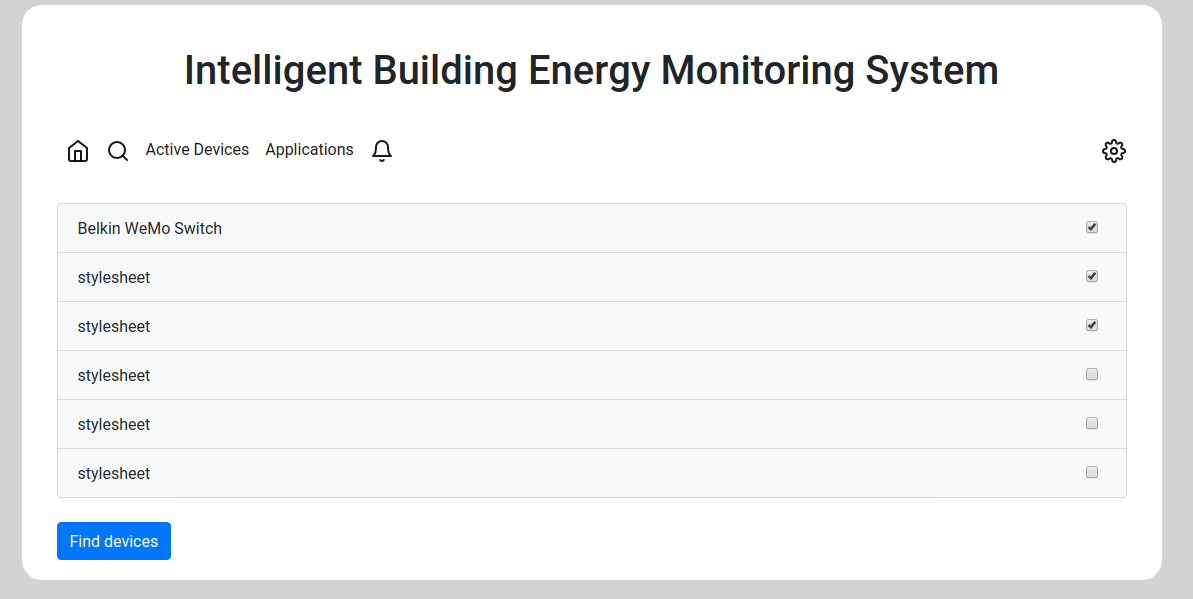 Intelligent Building Energy Monitoring System
Active Devices Applications
Belkin WeMo Switch
stylesheet
stylesheet
stylesheet
stylesheet
stylesheet
Find devices